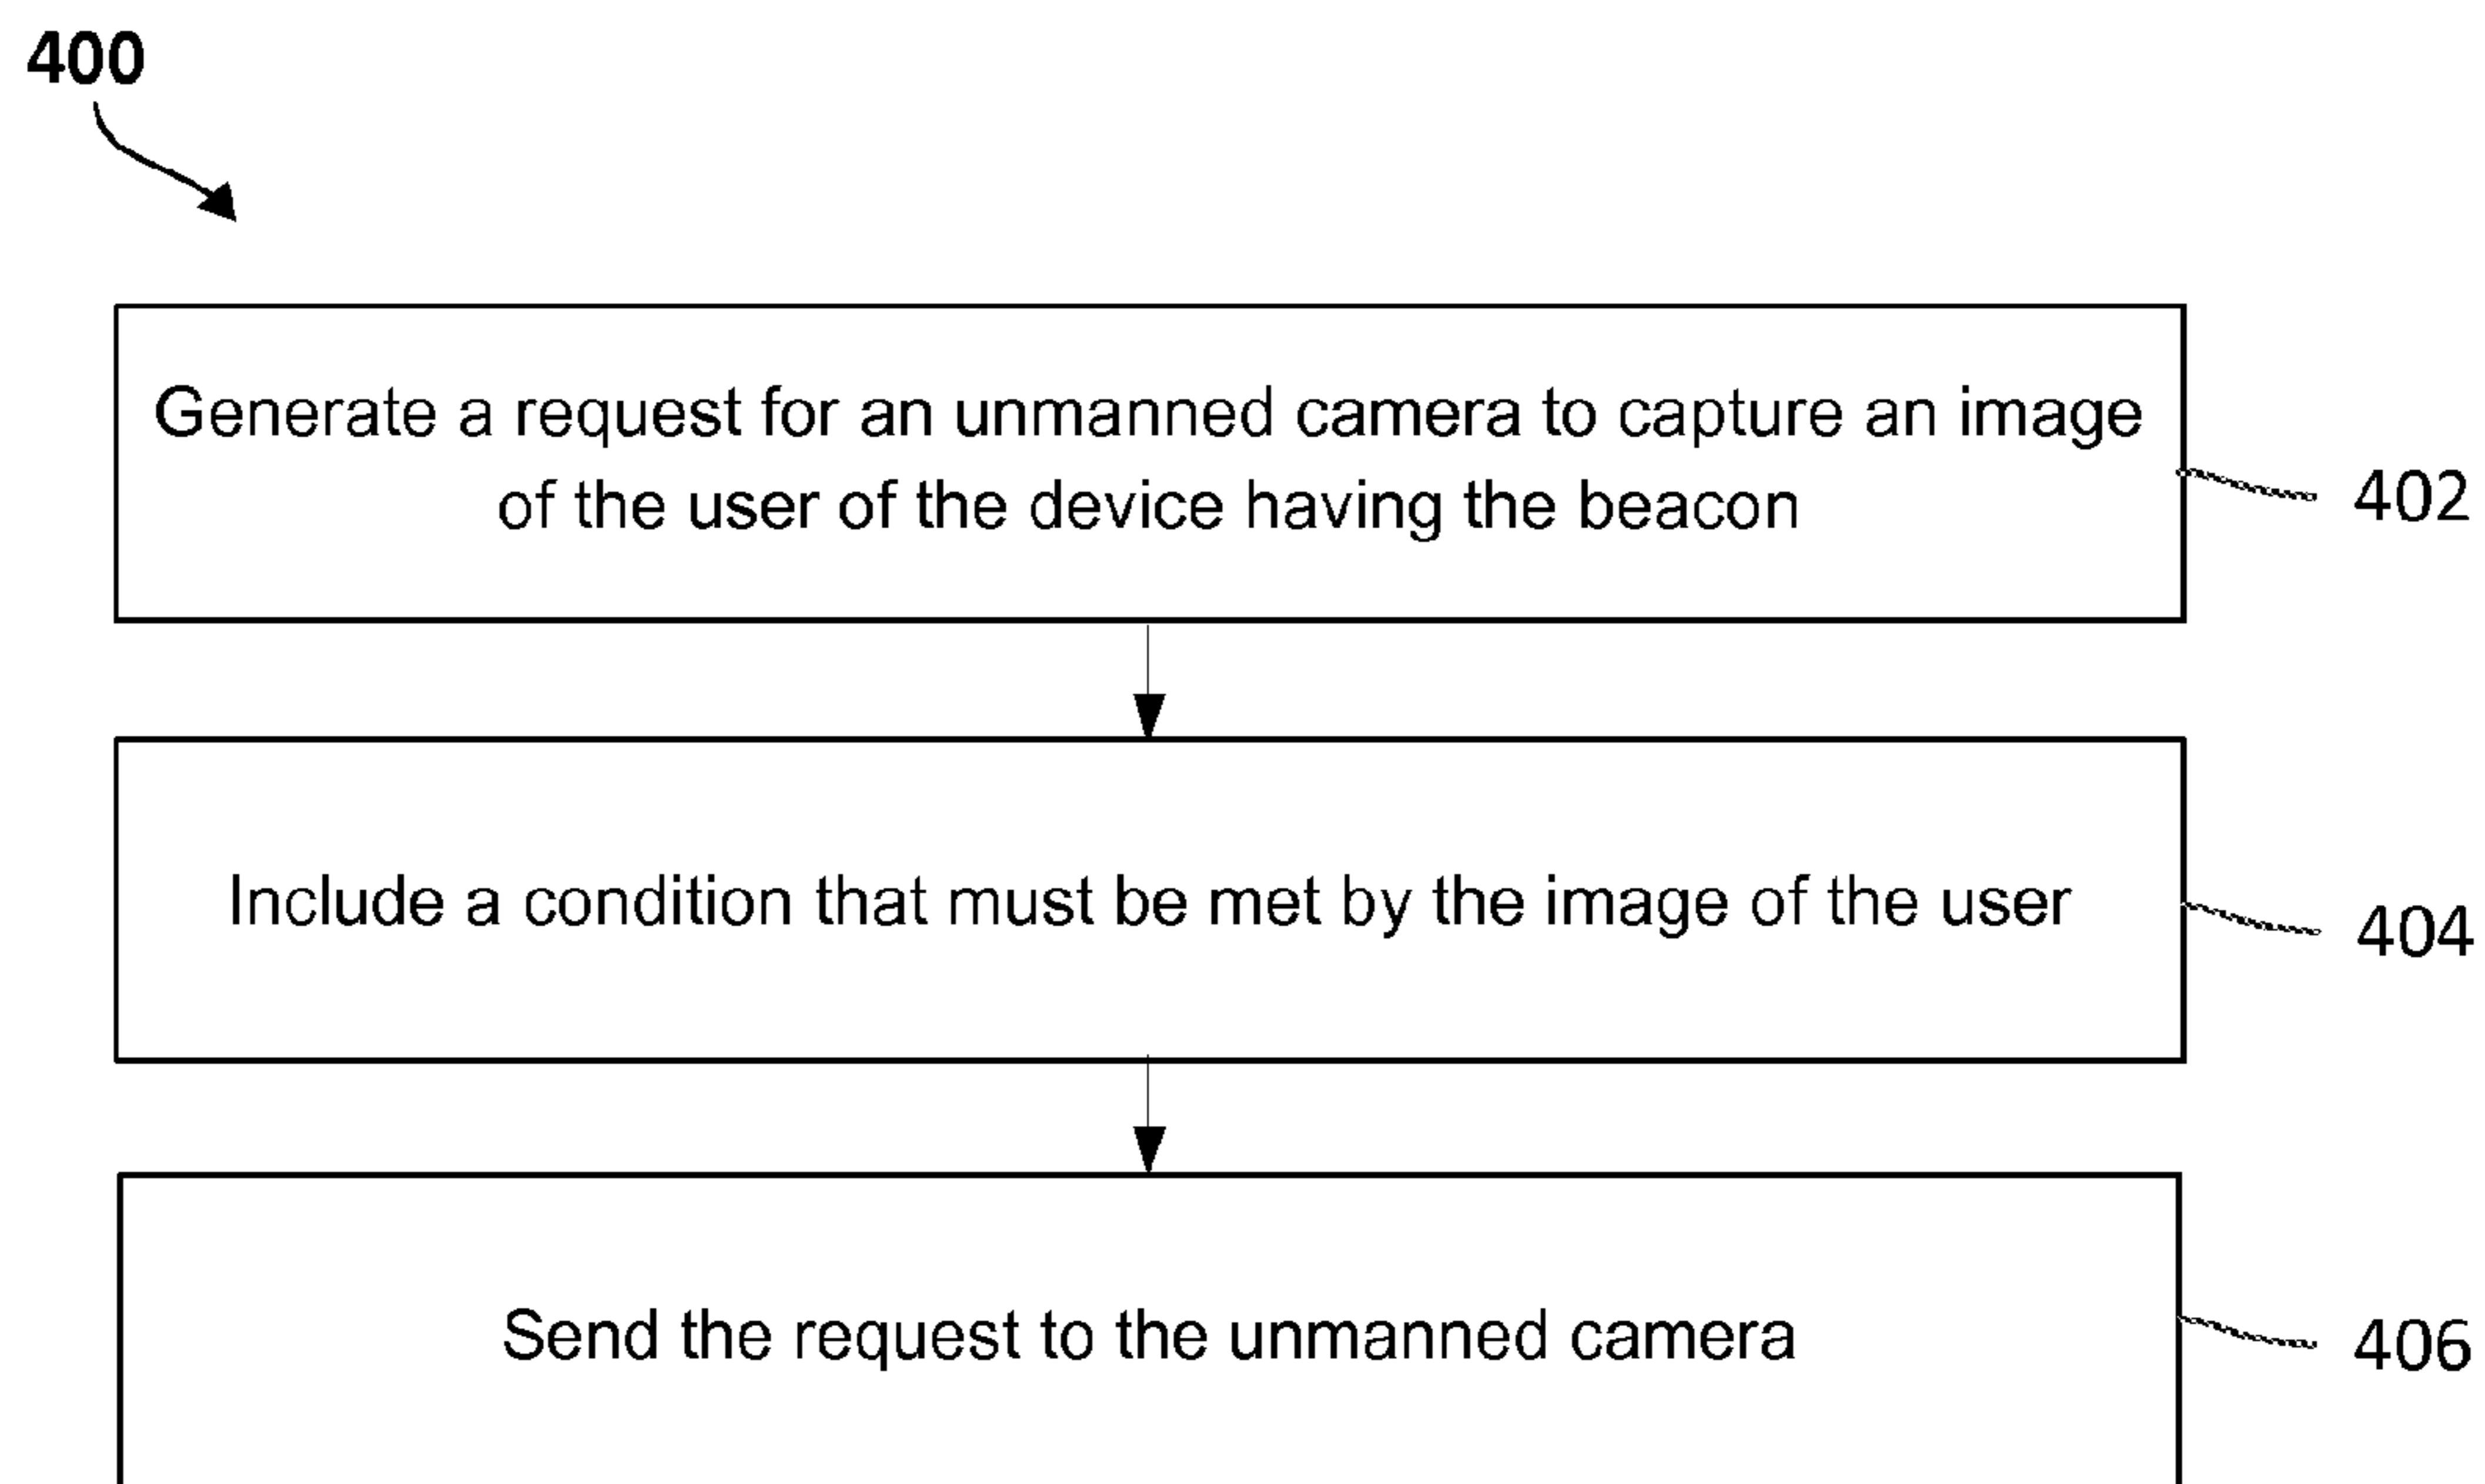 400
Generate a request for an unmanned camera to capture an image
of the user of the device having the beacon
402
Include a condition that must be met by the image of the user
404
Send the request to the unmanned camera
406